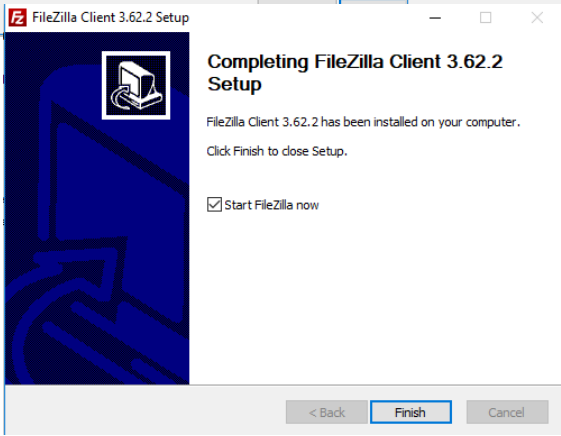 FileZilla Client 3.62.2 Setup
Completing FileZilla Client 3.62.2
Setup
FileZilla Client 3.62.2 has been installed on your computer.
Click Finish to close Setup.
Start FileZilla now
< Back
Finish
Cancel